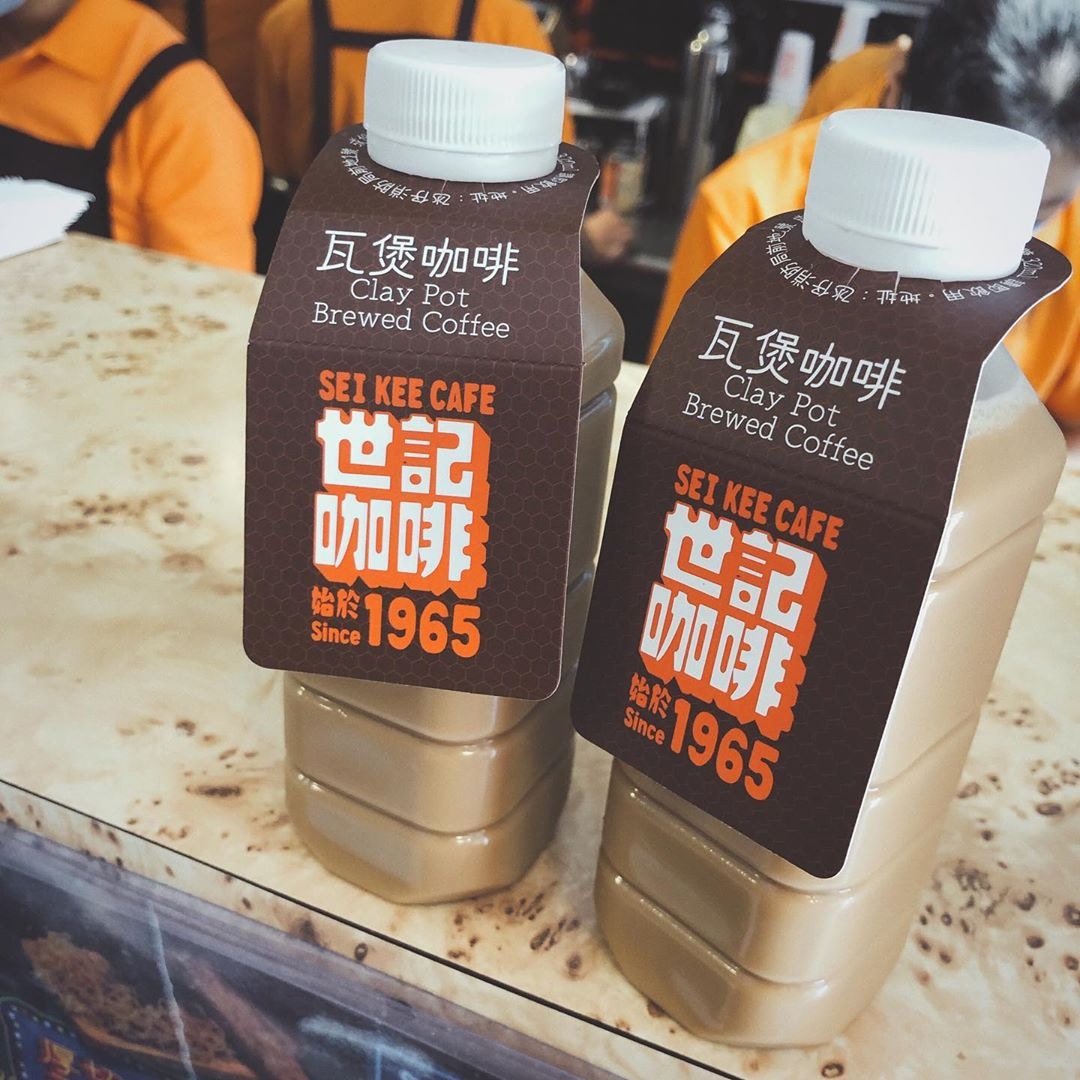 瓦煲咖啡
Clay Pot
Brewed Coffee
SEI KEE CAFE
世記
咖啡
始於
Since 1965
瓦煲咖啡
Clay Pot
Brewed Coffee
SEI KEE CAFE
世記
咖啡
始於
Since 1965